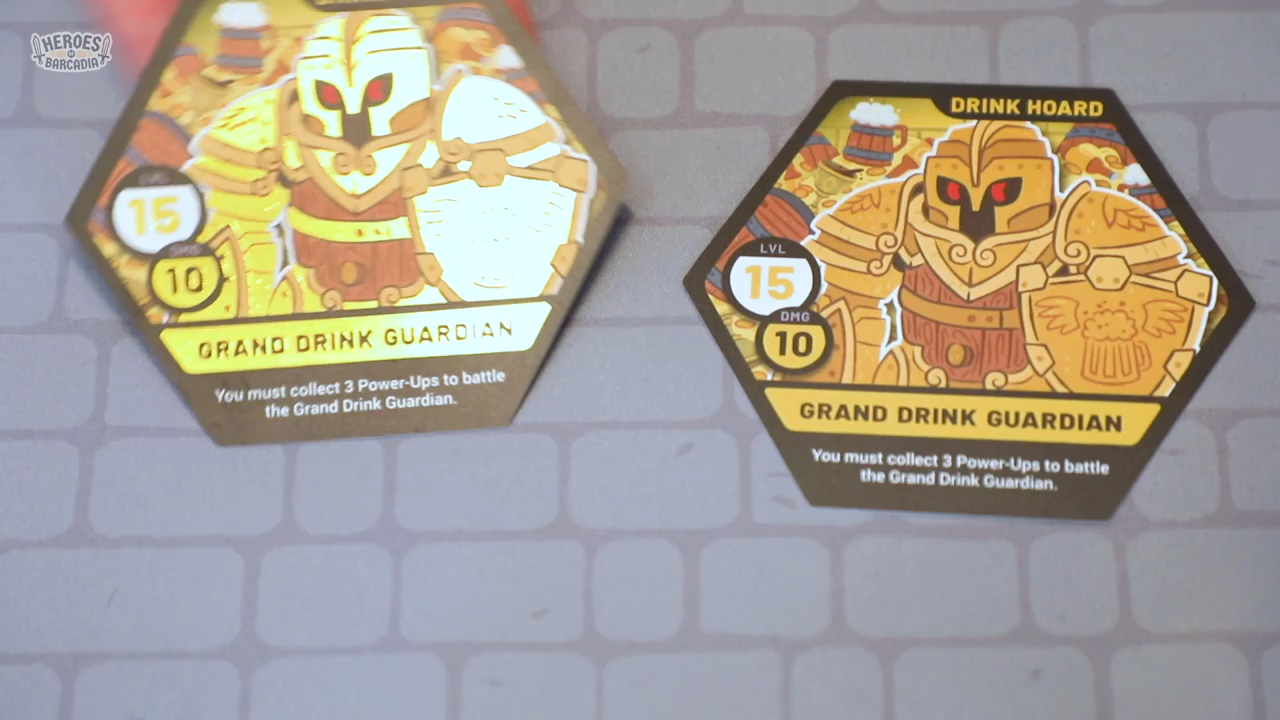 HEROES
OF
BARCADIA
15
DMG
10
GRAND DRINK GUARDIAN
You must collect 3 Power-Ups to battle
the Grand Drink Guardian.
DRINK HOARD
LVL
15
DMG
10
GRAND DRINK GUARDIAN
You must collect 3 Power-Ups to battle
the Grand Drink Guardian.